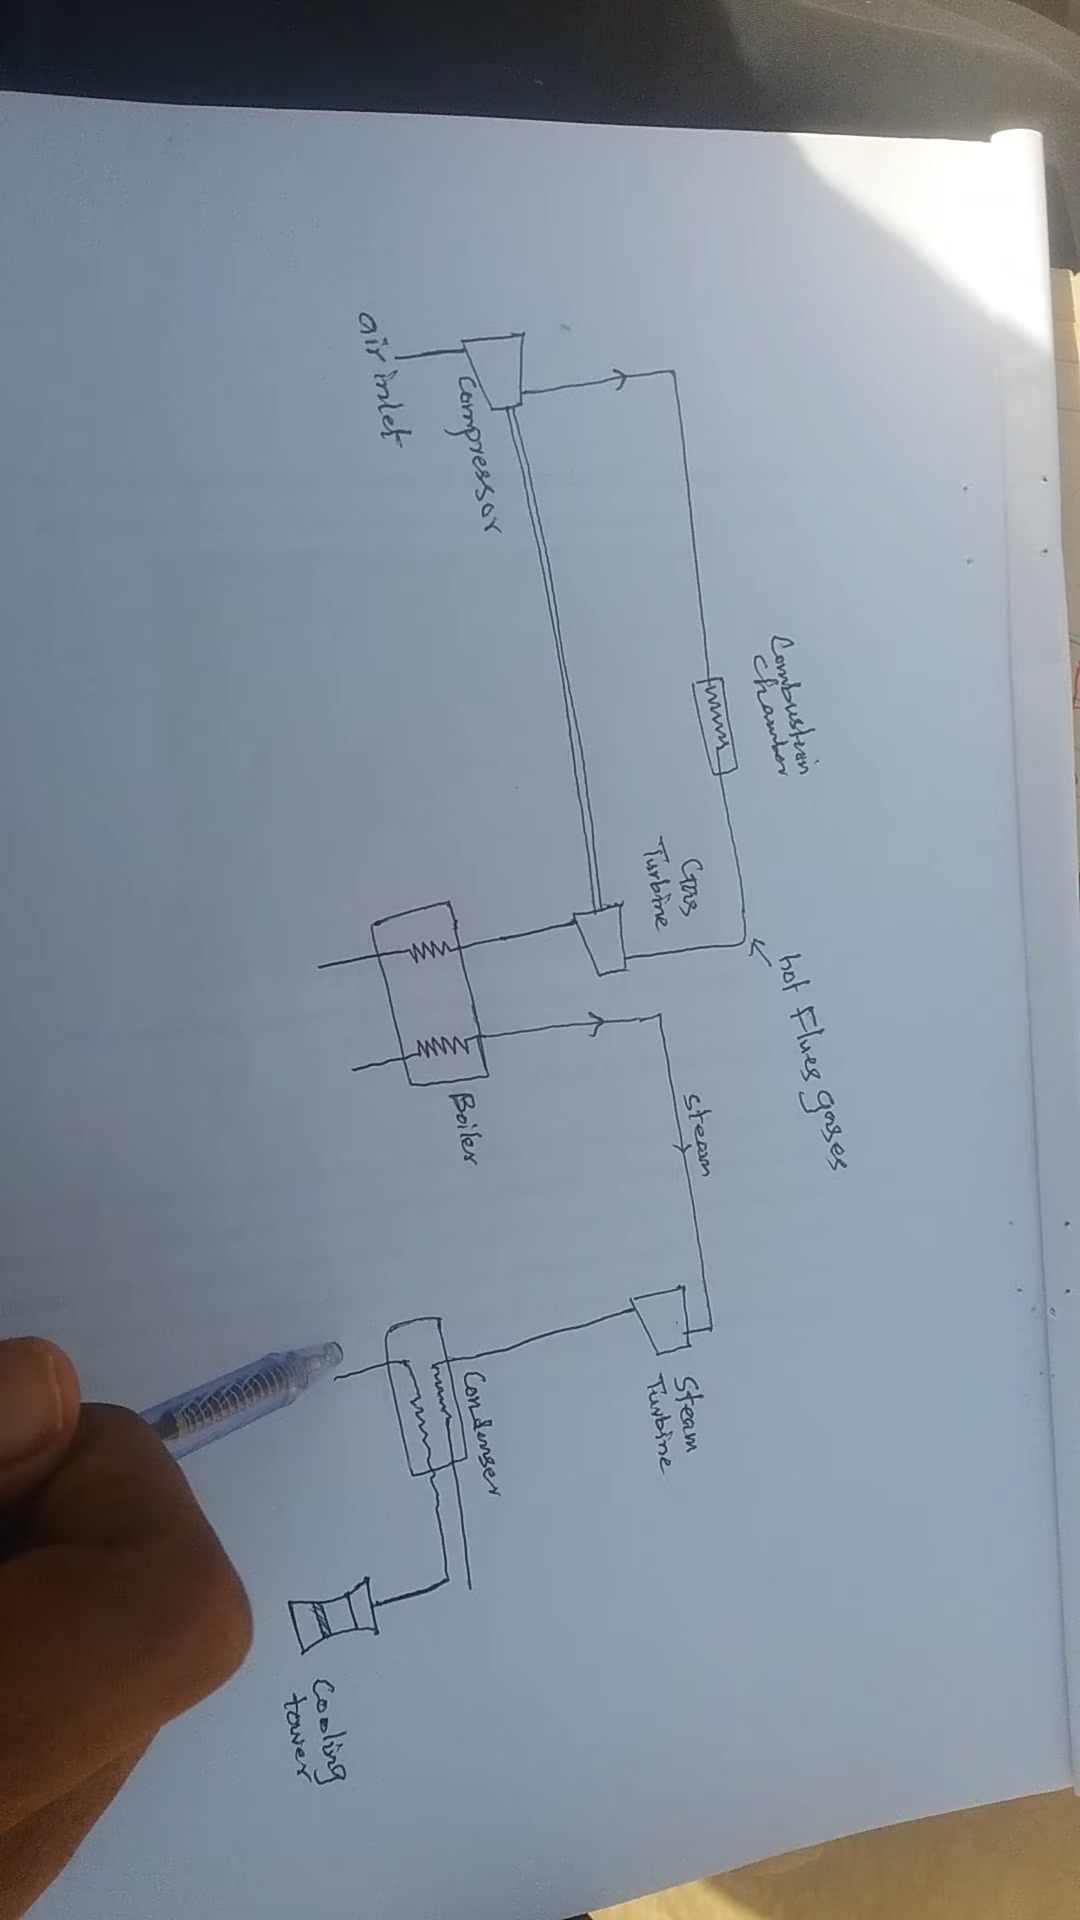 Combustion
chamber
hot Flues gases
Gas
Turbine
steam
Steam
Turbine
Compressor
air inlet
Boiler
Condenser
Cooling
tower